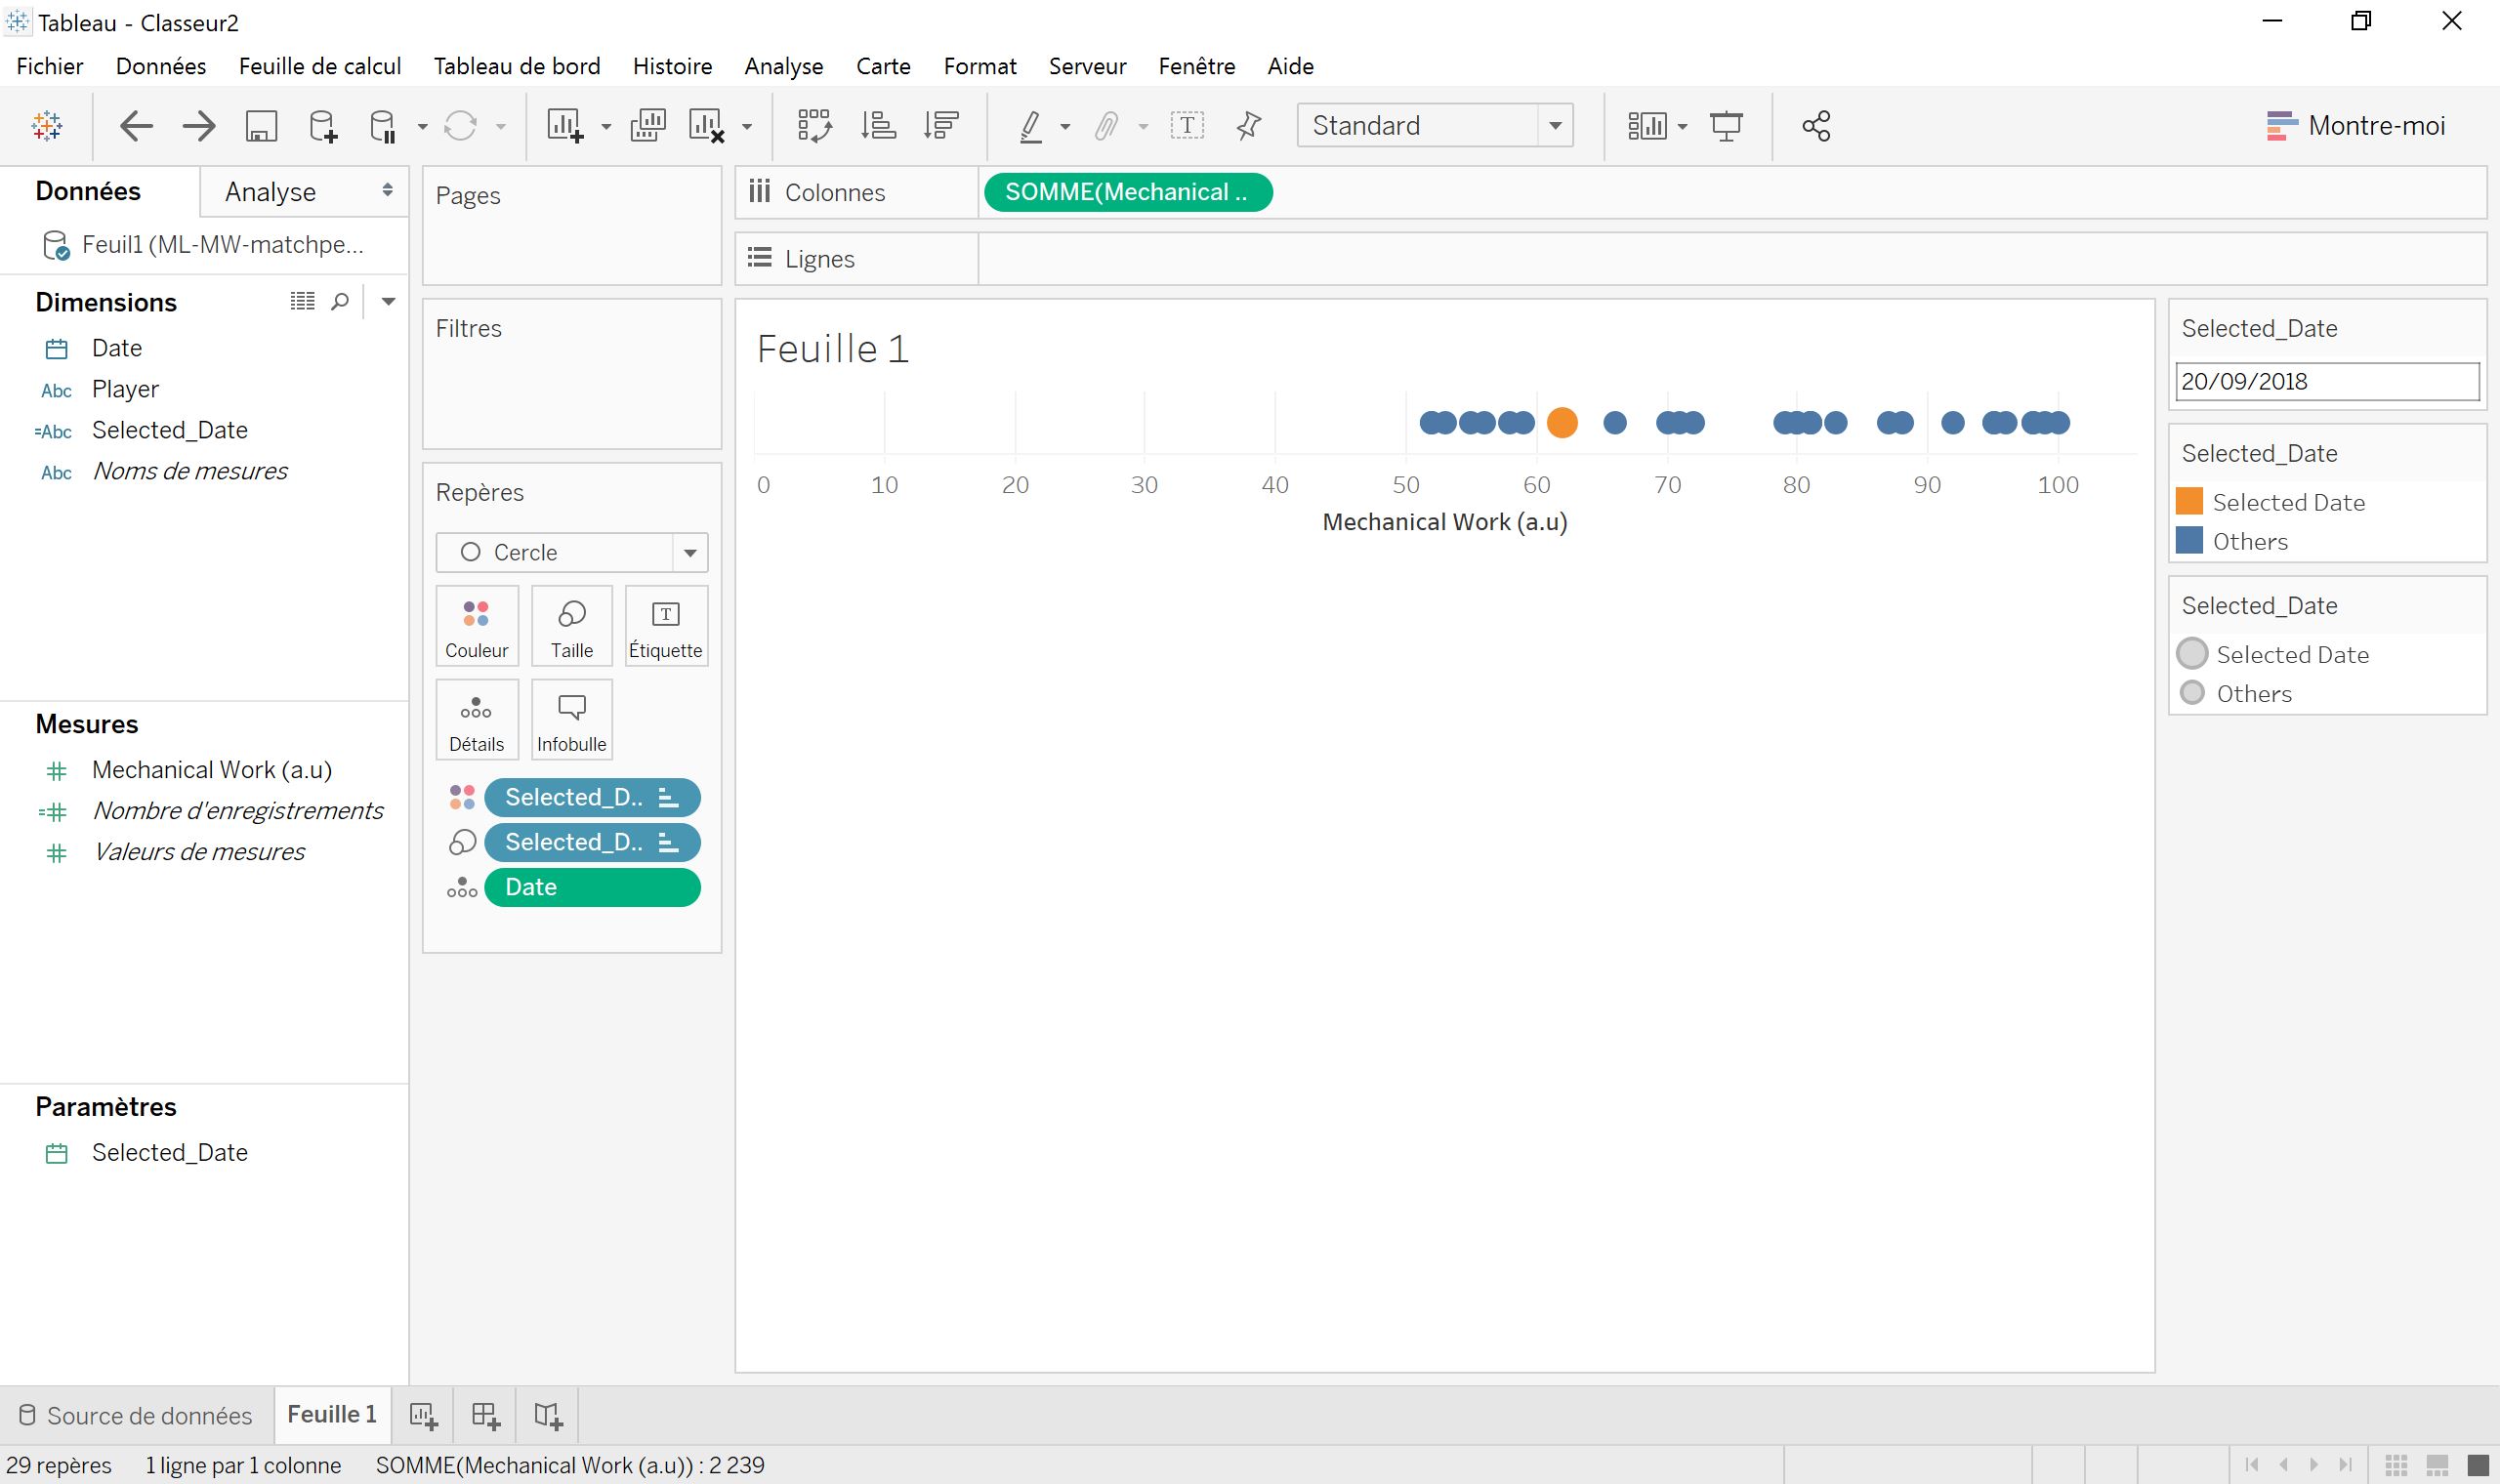 Tableau - Classeur2
Fichier Données Feuille de calcul Tableau de bord Histoire Analyse Carte Format Serveur Fenêtre Aide
Standard
Montre-moi
Données Analyse
Feuil1 (ML-MW-matchpe...
Dimensions
Date
Abc Player
=Abc Selected_Date
Abc Noms de mesures
Mesures
Mechanical Work (a.u)
Nombre d'enregistrements
Valeurs de mesures
Paramètres
Selected_Date
Pages
Filtres
Repères
Cercle
Couleur Taille Étiquette
Détails Infobulle
Selected_D..
Selected_D..
Date
Colonnes SOMME(Mechanical ..
Lignes
Feuille 1
0 10 20 30 40 50 60 70 80 90 100
Mechanical Work (a.u)
Selected_Date
20/09/2018
Selected_Date
Selected Date
Others
Selected_Date
Selected Date
Others
Source de données Feuille 1
29 repères 1 ligne par 1 colonne SOMME(Mechanical Work (a.u)) : 2 239